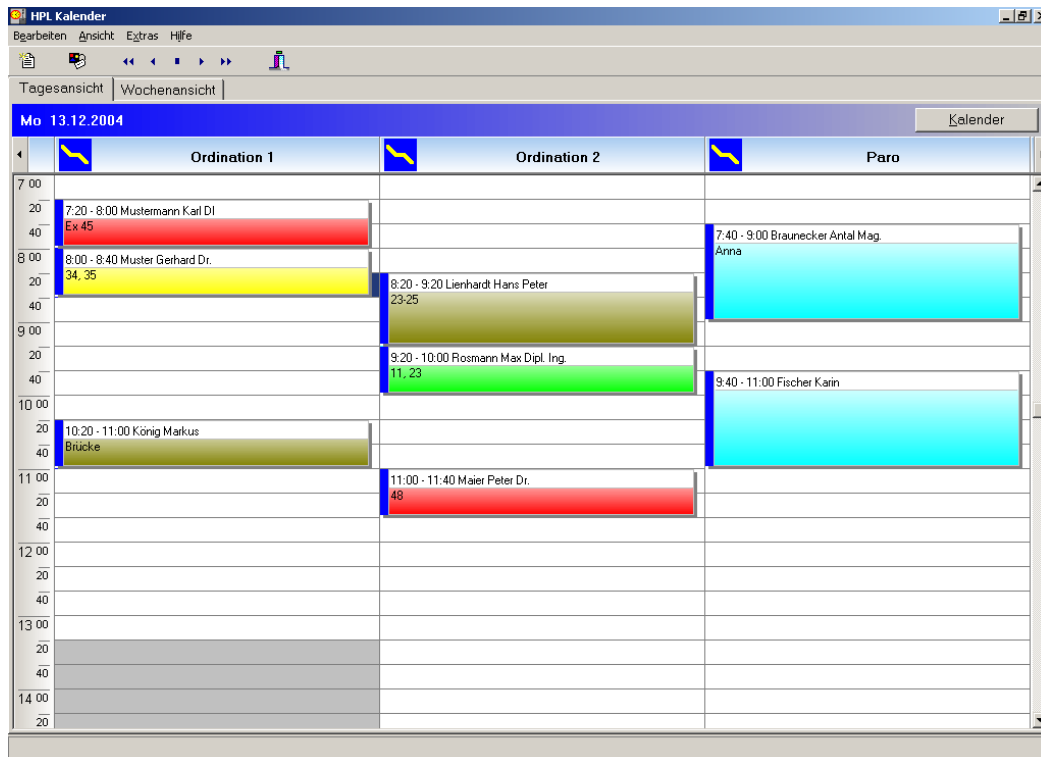 HPL Kalender
Bearbeiten Ansicht Extras Hilfe
Tagesansicht Wochenansicht
Mo 13.12.2004 Kalender
Ordination 1 Ordination 2 Paro
7 00
20
40
8 00
20
40
9 00
20
40
10 00
20
40
11 00
20
40
12 00
20
40
13 00
20
40
14 00
20
7:20 - 8:00 Mustermann Karl DI
Ex 45
8:00 - 8:40 Muster Gerhard Dr.
34, 35
10:20 - 11:00 König Markus
Brücke
8:20 - 9:20 Lienhardt Hans Peter
23-25
9:20 - 10:00 Rosmann Max Dipl. Ing.
11, 23
11:00 - 11:40 Maier Peter Dr.
48
7:40 - 9:00 Braunecker Antal Mag.
Anna
9:40 - 11:00 Fischer Karin